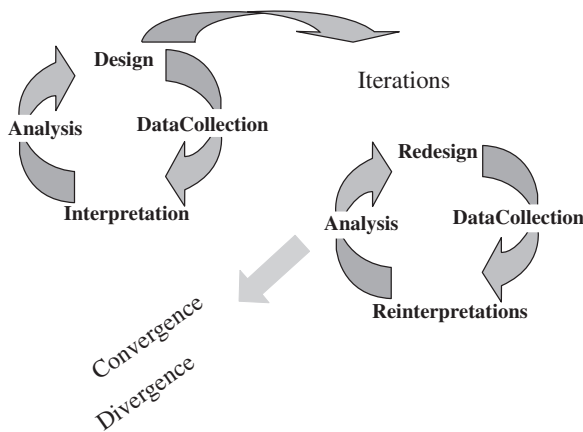 Design
Analysis
DataCollection
Interpretation
Iterations
Redesign
Analysis
DataCollection
Reinterpretations
Convergence
Divergence